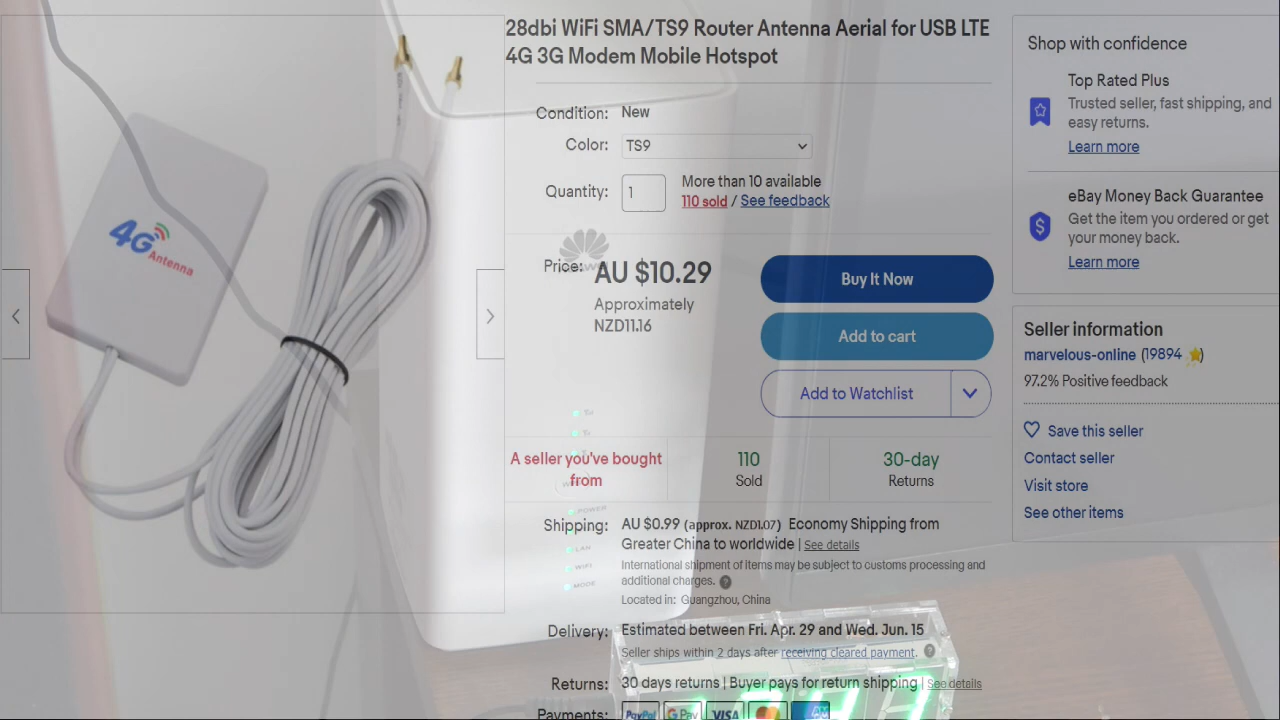 28dbi WiFi SMA/TS9 Router Antenna Aerial for USB LTE
4G 3G Modem Mobile Hotspot
Condition: New
Color: TS9
Quantity: 1
More than 10 available
110 sold / See feedback
Price: AU $10.29
Approximately
NZD11.16
Buy It Now
Add to cart
Add to Watchlist
A seller you've bought
from
110
Sold
30-day
Returns
Shipping: AU $0.99 (approx. NZD1.07) Economy Shipping from
Greater China to worldwide | See details
International shipment of items may be subject to customs processing and
additional charges.
Located in: Guangzhou, China
Delivery: Estimated between Fri. Apr. 29 and Wed. Jun. 15
Seller ships within 2 days after receiving cleared payment.
Returns: 30 days returns | Buyer pays for return shipping | See details
Payments: PayPal G Pay VISA
Shop with confidence
Top Rated Plus
Trusted seller, fast shipping, and
easy returns.
Learn more
eBay Money Back Guarantee
Get the item you ordered or get
your money back.
Learn more
Seller information
marvelous-online (19894)
97.2% Positive feedback
Save this seller
Contact seller
Visit store
See other items
4G
Antenna
POWER
LAN
WIFI
MODE